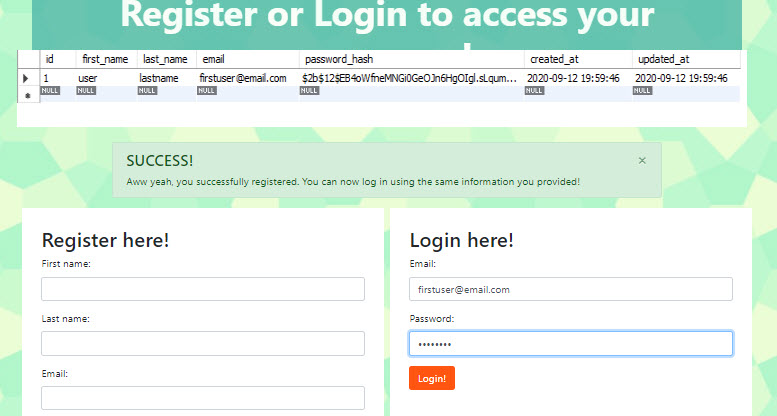 Register or Login to access your
id first_name last_name email password_hash created_at updated_at
1 user lastname firstuser@email.com $2b$12$EB4oWfneMNGi0GeOJn6HgOIgl.sLqum... 2020-09-12 19:59:46 2020-09-12 19:59:46
NULL NULL NULL NULL NULL NULL NULL
SUCCESS! ×
Aww yeah, you successfully registered. You can now log in using the same information you provided!
Register here!
First name:
Last name:
Email:
Login here!
Email:
firstuser@email.com
Password:
••••••••
Login!